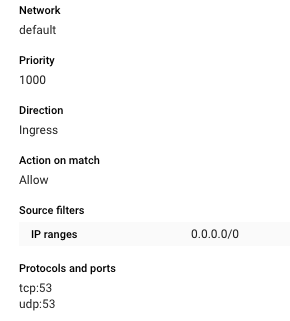 Network
default
Priority
1000
Direction
Ingress
Action on match
Allow
Source filters
IP ranges 0.0.0.0/0
Protocols and ports
tcp:53
udp:53